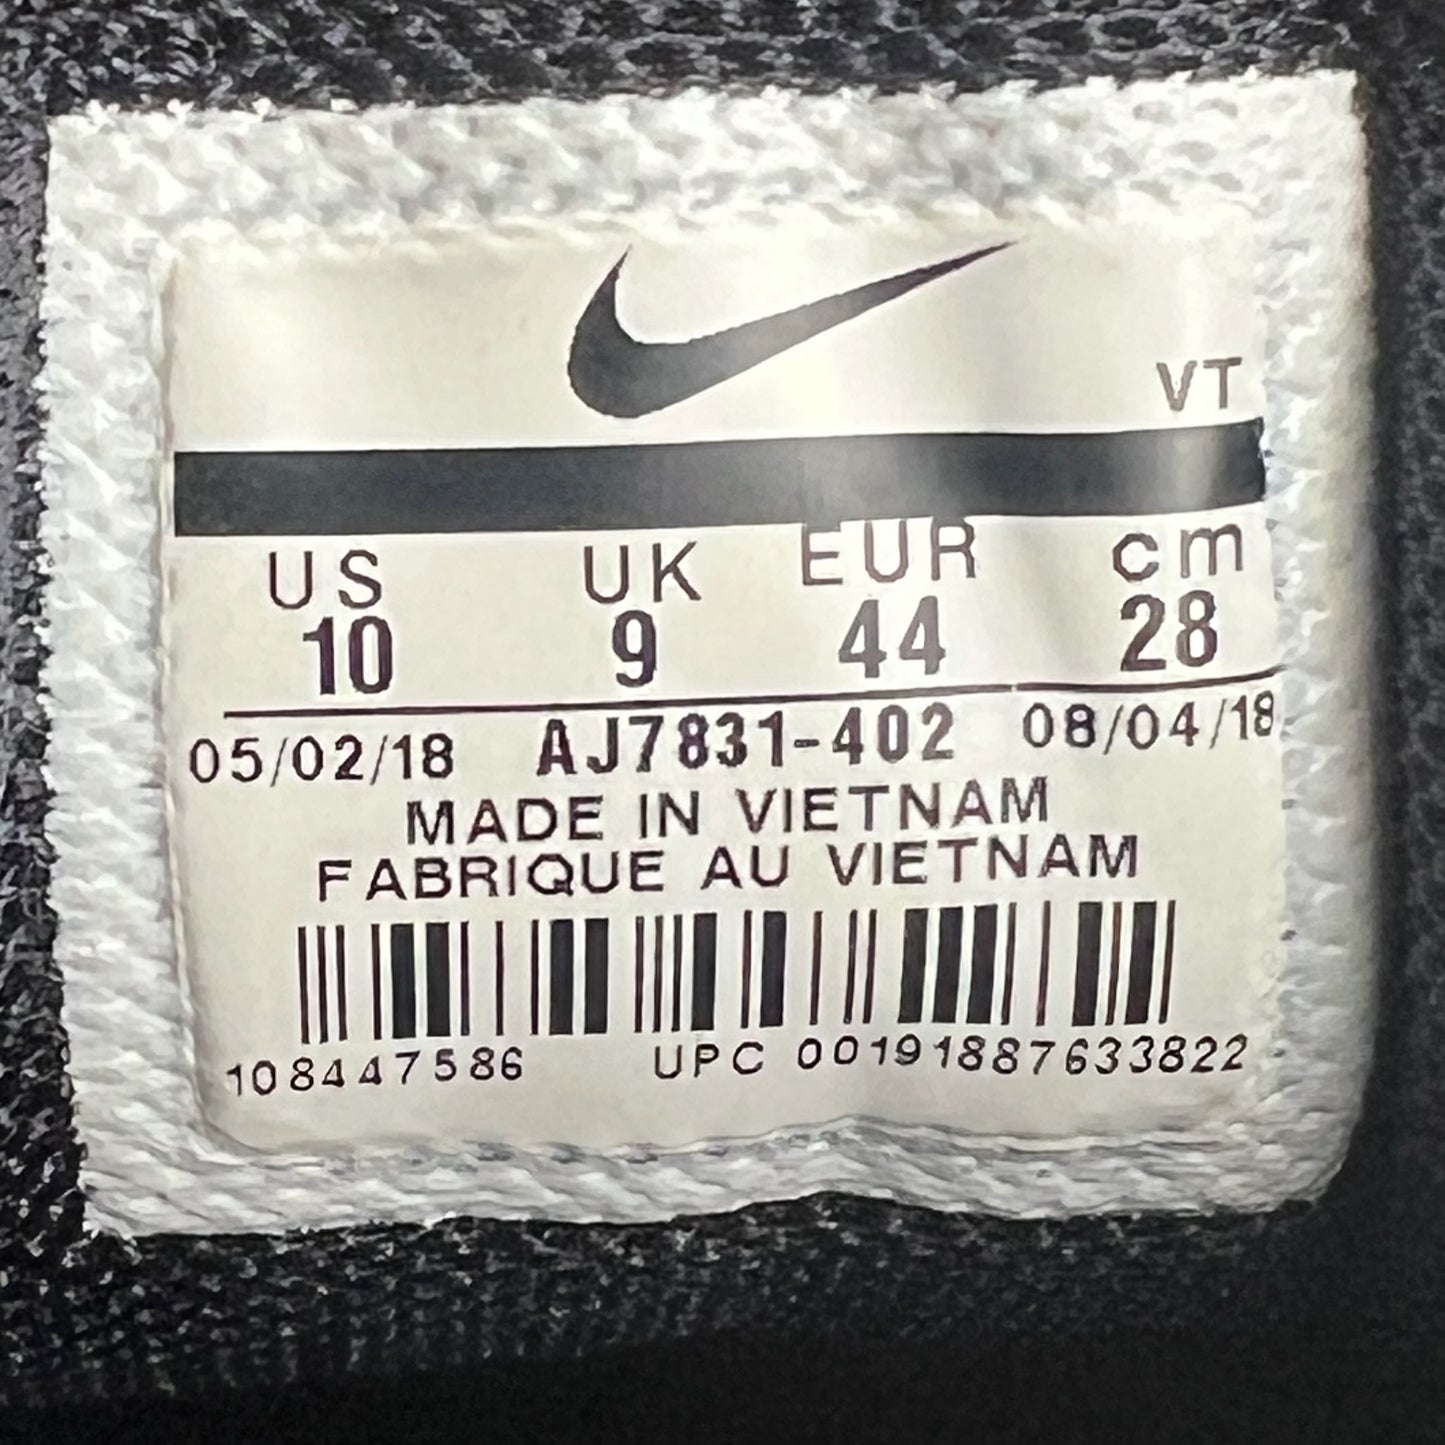 VT
US UK EUR cm
10 9 44 28
05/02/18 AJ7831-402 08/04/18
MADE IN VIETNAM
FABRIQUE AU VIETNAM
108447586 UPC 00191887633822